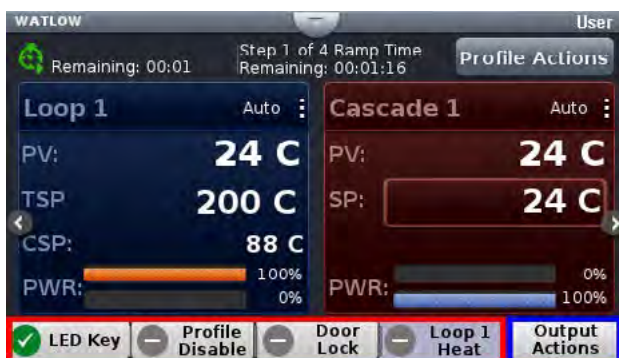 WATLOW
User
Remaining: 00:01
Step 1 of 4 Ramp Time
Remaining: 00:01:16
Profile Actions
Loop 1
Auto
PV:
24 C
TSP
200 C
CSP:
88 C
PWR:
100%
0%
Cascade 1
Auto
PV:
24 C
SP:
24 C
PWR:
0%
100%
LED Key
Profile
Disable
Door
Lock
Loop 1
Heat
Output
Actions